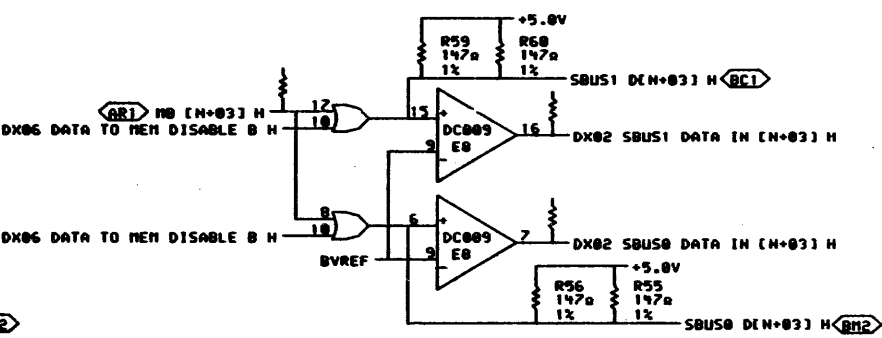 +5.0V
R59 R60
147Ω 147Ω
1% 1%
SBUS1 D[N+03] H BC1
AR1 MB [N+03] H 17
15 +
DX06 DATA TO MEM DISABLE B H 10
DC009 16 DX02 SBUS1 DATA IN [N+03] H
9 E8
-
8
6 +
DX06 DATA TO MEM DISABLE B H 10
DC009 7 DX02 SBUS0 DATA IN [N+03] H
BVREF 9 E8
-
+5.0V
R56 R55
147Ω 147Ω
1% 1%
2 SBUS0 D[N+03] H BM2